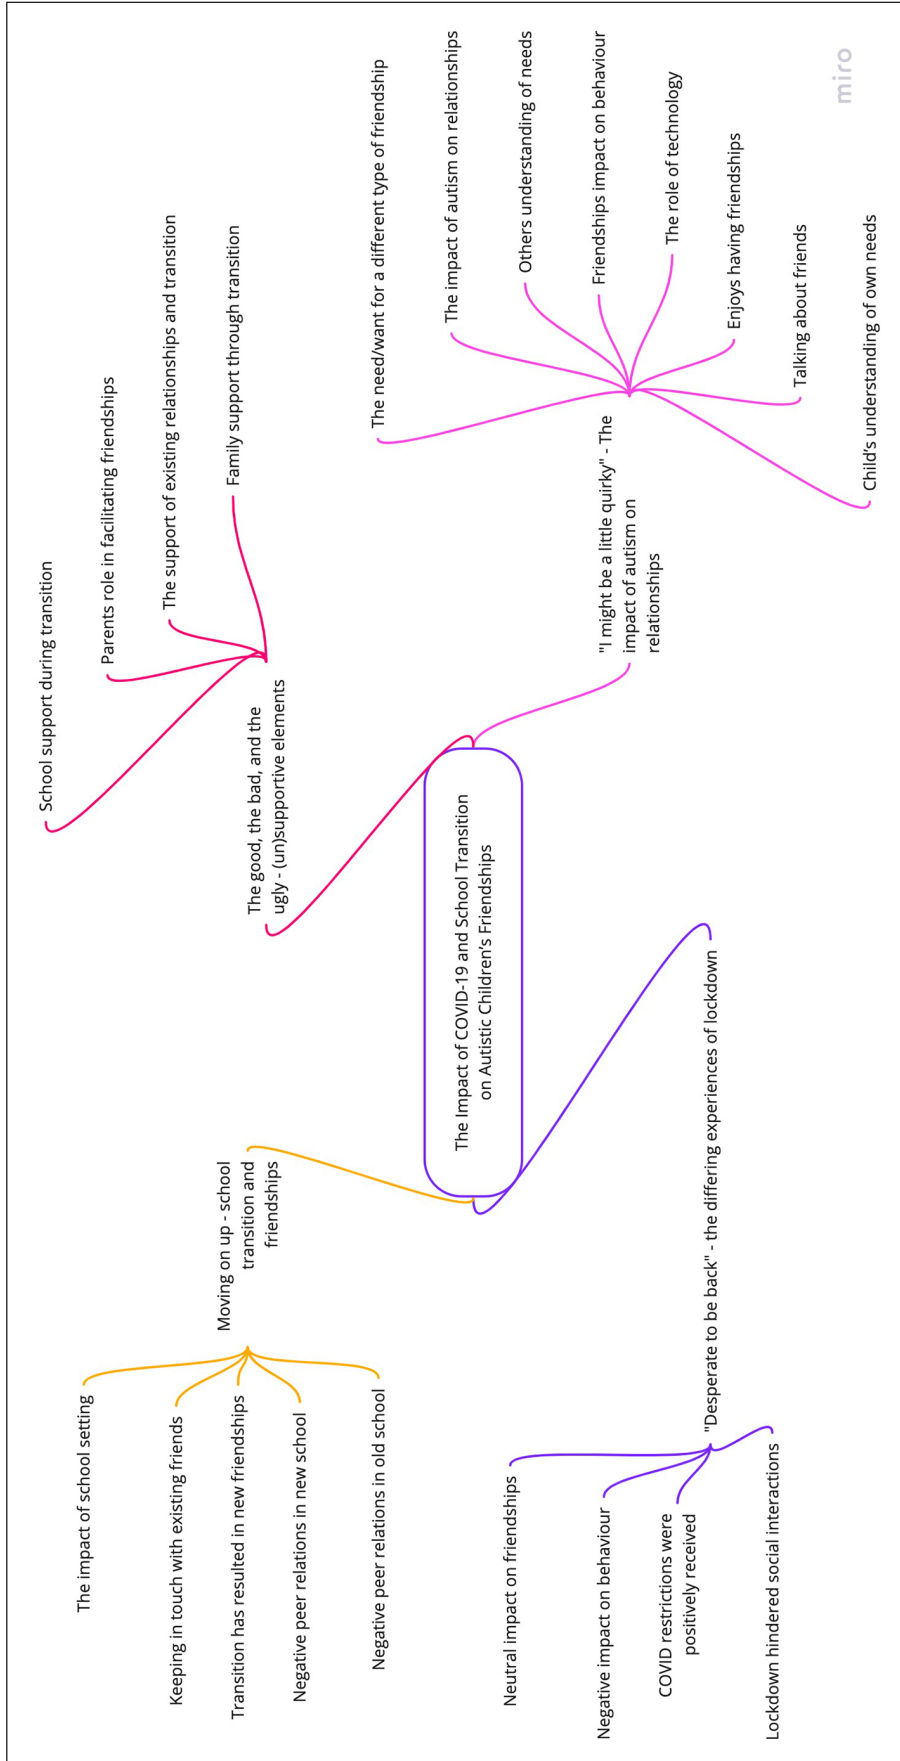 The impact of school setting
Keeping in touch with existing friends
Transition has resulted in new frendships
Negative peer relations in new school
Negative peer relations in old school
Moving on up - school
transition and
friendships
Neutral impact on friendships
Negative impact on behaviour
COVID restrictions were
positively received
Lockdown hindered social interactions
"Desperate to be back" - the differing experiences of lockdown
The Impact of COVID-19 and School Transition
on Autistic Children's Friendships
The good, the bad, and the
ugly - (un)supportive elements
School support during transition
Parents role in facilitating friendships
The support of existing relationships and transition
Family support through transition
"I might be a little quirky" - The
impact of autism on
relationships
The need/want for a different type of friendship
The impact of autism on relationships
Others understanding of needs
Friendships impact on behaviour
The role of technology
Enjoys having friendships
Talking about friends
Child's understanding of own needs
miro